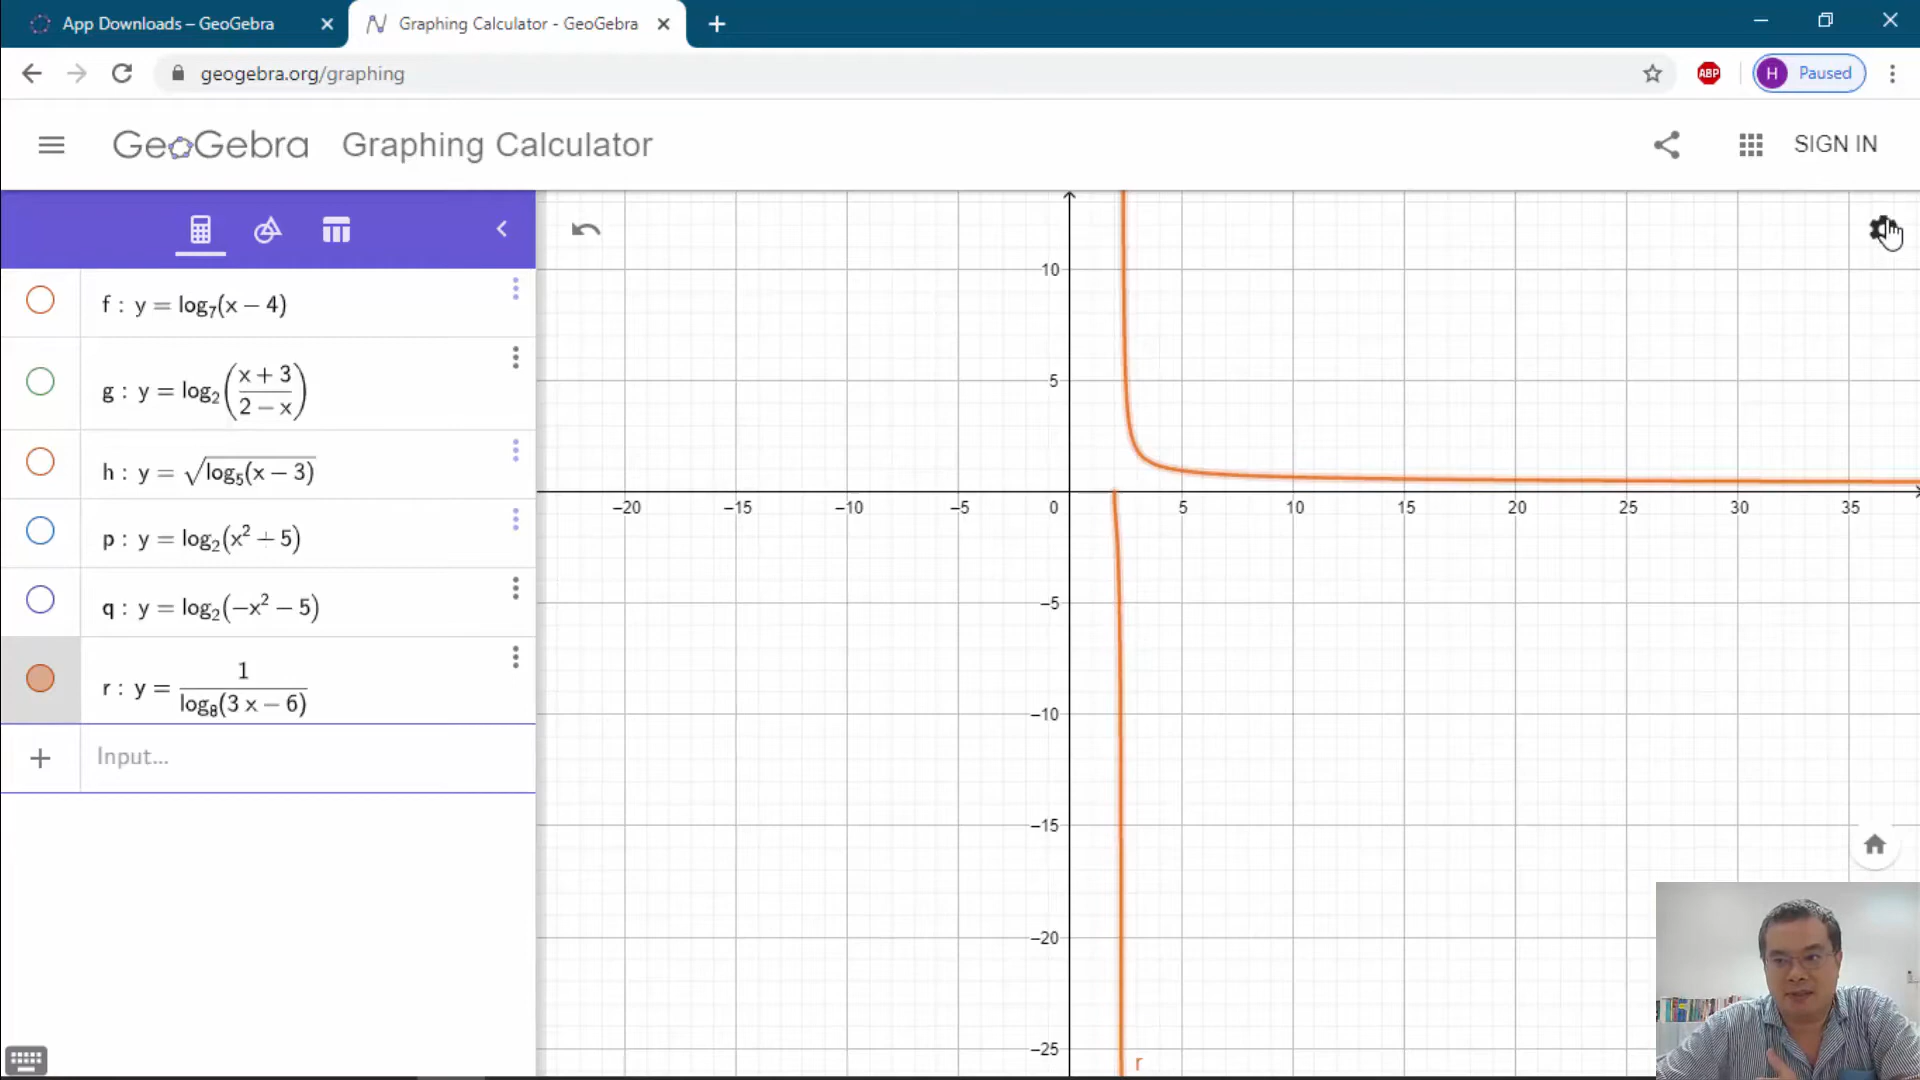 App Downloads – GeoGebra
Graphing Calculator - GeoGebra
geogebra.org/graphing
ABP
H
Paused
GeoGebra
Graphing Calculator
SIGN IN
f : y = log₇(x − 4)
g : y = log₂((x + 3)/(2 − x))
h : y = √(log₅(x − 3))
p : y = log₂(x² + 5)
q : y = log₂(−x² − 5)
r : y = 1/(log₈(3 x − 6))
Input...
10
5
−20 −15 −10 −5 0 5 10 15 20 25 30 35
−5
−10
−15
−20
−25
r